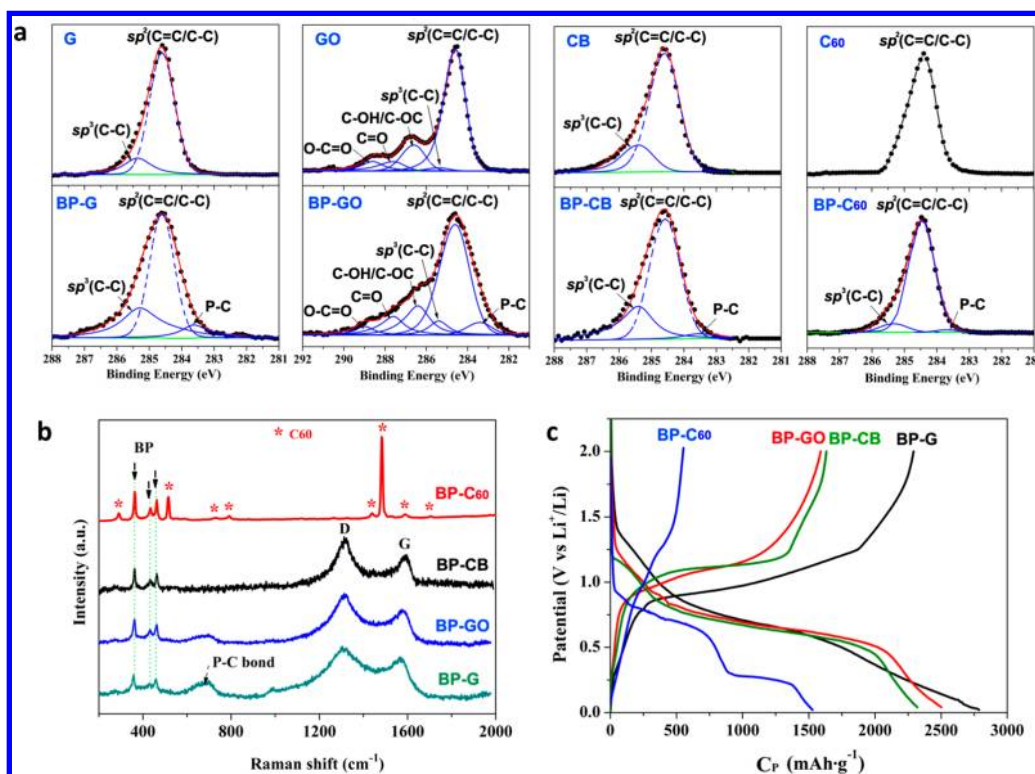 a
G
sp²(C=C/C-C)
sp³(C-C)
GO
sp²(C=C/C-C)
sp³(C-C)
C-OH/C-OC
C=O
O-C=O
CB
sp²(C=C/C-C)
sp³(C-C)
C60
sp²(C=C/C-C)
BP-G
sp²(C=C/C-C)
sp³(C-C)
P-C
288 287 286 285 284 283 282 281
Binding Energy (eV)
BP-GO
sp²(C=C/C-C)
sp³(C-C)
C-OH/C-OC
C=O
O-C=O
P-C
292 290 288 286 284 282
Binding Energy (eV)
BP-CB
sp²(C=C/C-C)
sp³(C-C)
P-C
288 287 286 285 284 283 282 281
Binding Energy (eV)
BP-C60
sp²(C=C/C-C)
sp³(C-C)
P-C
288 287 286 285 284 283 282 281
Binding Energy (eV)
b
* C60
BP
* * * * * * * *
BP-C60
D
G
BP-CB
BP-GO
P-C bond
BP-G
Intensity (a.u.)
400 800 1200 1600 2000
Raman shift (cm⁻¹)
c
BP-C60
BP-GO
BP-CB
BP-G
Patential (V vs Li⁺/Li)
2.0
1.5
1.0
0.5
0.0
0 500 1000 1500 2000 2500 3000
CP (mAh·g⁻¹)